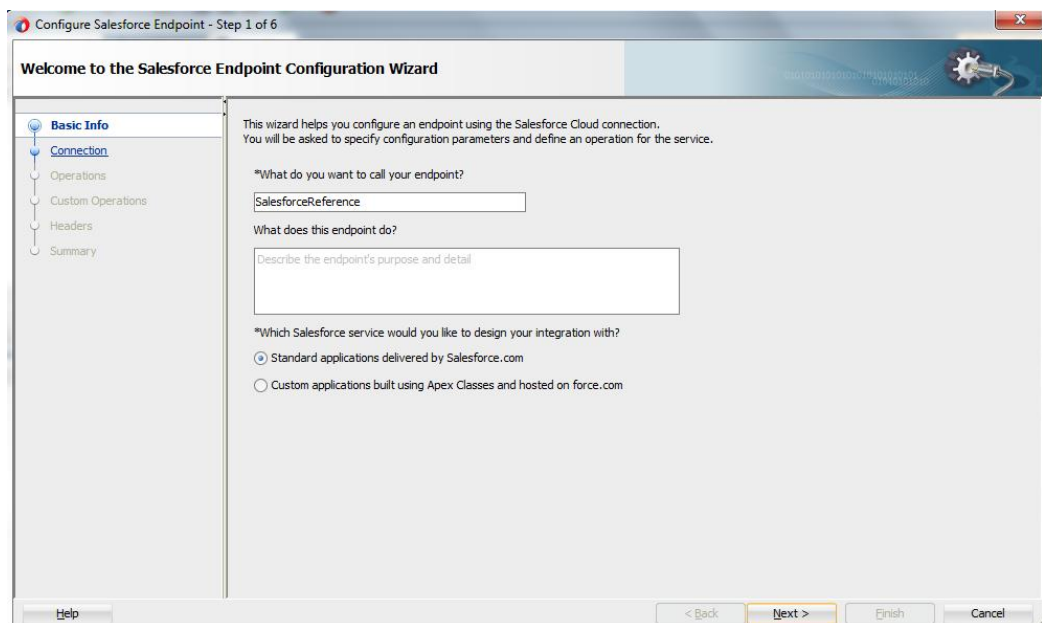 Configure Salesforce Endpoint - Step 1 of 6
Welcome to the Salesforce Endpoint Configuration Wizard
Basic Info
Connection
Operations
Custom Operations
Headers
Summary
This wizard helps you configure an endpoint using the Salesforce Cloud connection.
You will be asked to specify configuration parameters and define an operation for the service.
*What do you want to call your endpoint?
SalesforceReference
What does this endpoint do?
Describe the endpoint's purpose and detail
*Which Salesforce service would you like to design your integration with?
Standard applications delivered by Salesforce.com
Custom applications built using Apex Classes and hosted on force.com
Help
< Back
Next >
Finish
Cancel